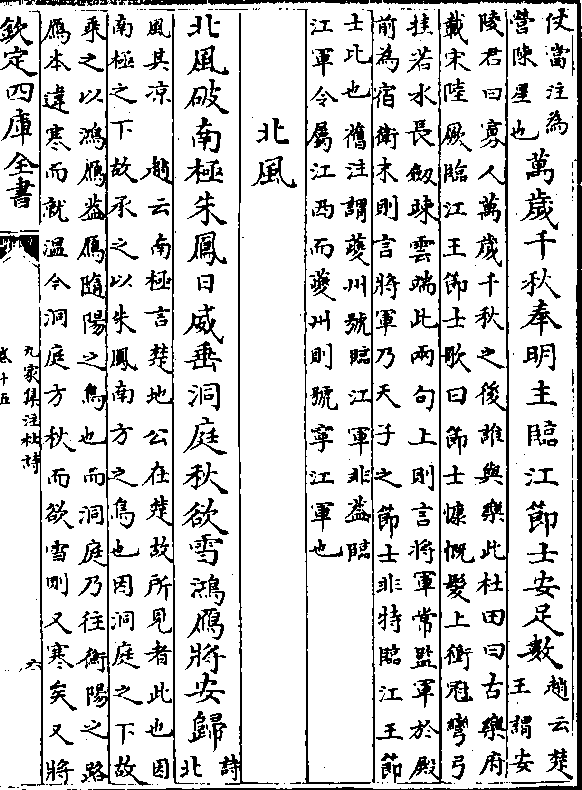 仗當注為
營陳星也
萬歲千秋奉明主臨江節士安足數
趙云楚
王謂安
陵君曰寡人萬歲千秋之後誰與樂此杜田曰古樂府
載宋陸厥臨江王節士歌曰節士慷慨髮上衝冠彎弓
挂若水長劒竦雲端此兩句上則言將軍常監軍於殿
前為宿衛末則言將軍乃天子之節士非特臨江王節
士比也舊注謂夔州號臨江軍非盖臨
江軍今屬江西而夔州則號寧江軍也
北風
北風破南極朱鳳日威垂洞庭秋欲雪鴻鴈將安歸
詩
北
風其凉 趙云南極言楚地公在楚故所見者此也因
南極之下故承之以朱鳳南方之鳥也因洞庭之下故
乘之以鴻鴈盖鴈隨陽之鳥也而洞庭乃往衡陽之路
鴈本違寒而就溫今洞庭方秋而欲雪則又寒矣又將
欽定四庫全書
九家集注杜詩
卷十五
六